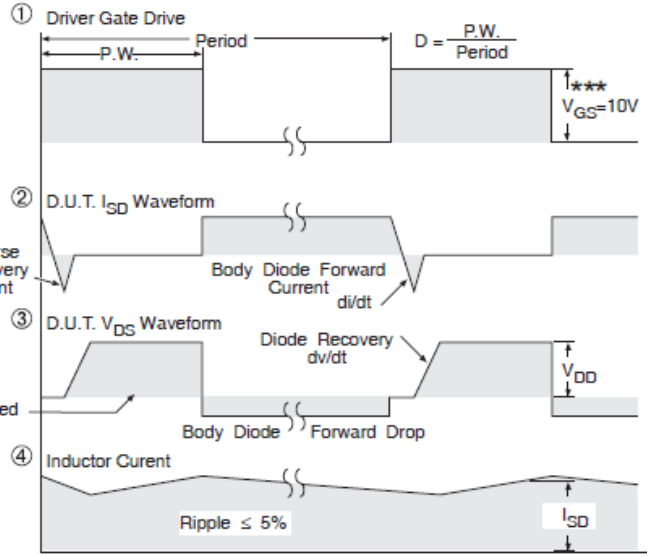 ① Driver Gate Drive
Period
P.W.
D = P.W.
Period
***
VGS=10V
② D.U.T. ISD Waveform
Body Diode Forward
Current
di/dt
③ D.U.T. VDS Waveform
Diode Recovery
dv/dt
VDD
Body Diode Forward Drop
④ Inductor Curent
Ripple ≤ 5%
ISD